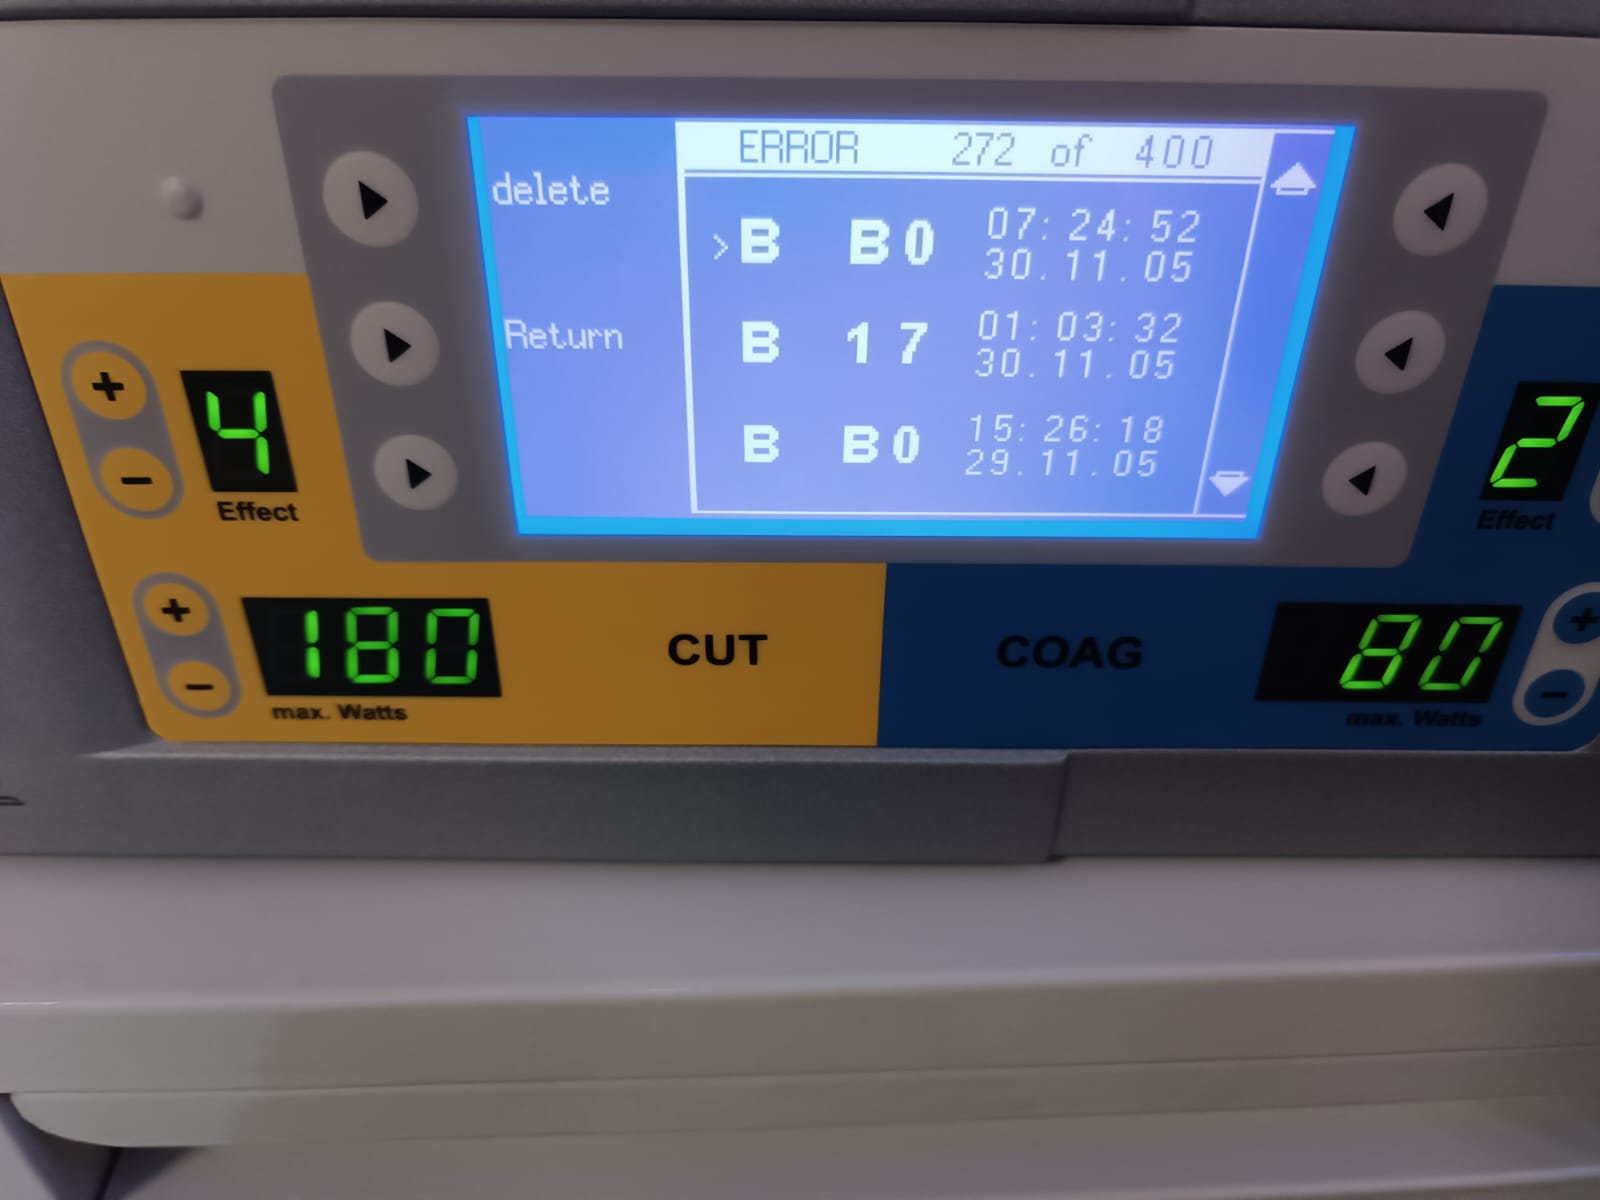 ERROR 272 of 400
delete
>B B0 07:24:52
30.11.05
Return
B 17 01:03:32
30.11.05
B B0 15:26:18
29.11.05
+
-
4
Effect
2
Effect
+
-
180
max. Watts
CUT
COAG
80
max. Watts
+
-